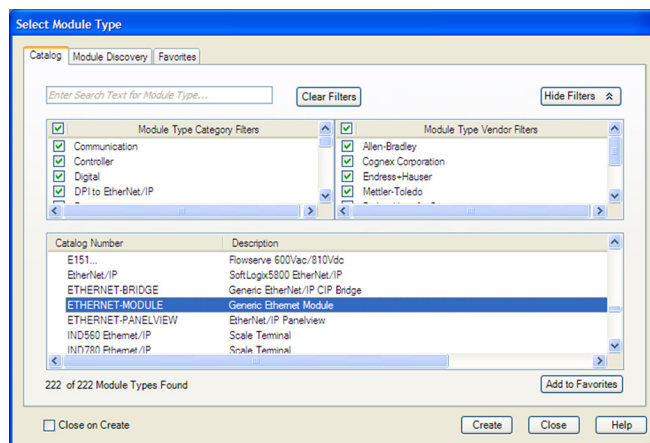 Select Module Type
Catalog Module Discovery Favorites
Enter Search Text for Module Type...
Clear Filters
Hide Filters
Module Type Category Filters
Module Type Vendor Filters
Communication
Allen-Bradley
Controller
Cognex Corporation
Digital
Endress+Hauser
DPI to EtherNet/IP
Mettler-Toledo
Catalog Number Description
E151... Flowserve 600Vac/810Vdc
EtherNet/IP SoftLogix5800 EtherNet/IP
ETHERNET-BRIDGE Generic EtherNet/IP CIP Bridge
ETHERNET-MODULE Generic Ethernet Module
ETHERNET-PANELVIEW EtherNet/IP Panelview
IND560 Ethernet/IP Scale Terminal
IND780 Ethernet/IP Scale Terminal
222 of 222 Module Types Found
Add to Favorites
Close on Create
Create Close Help